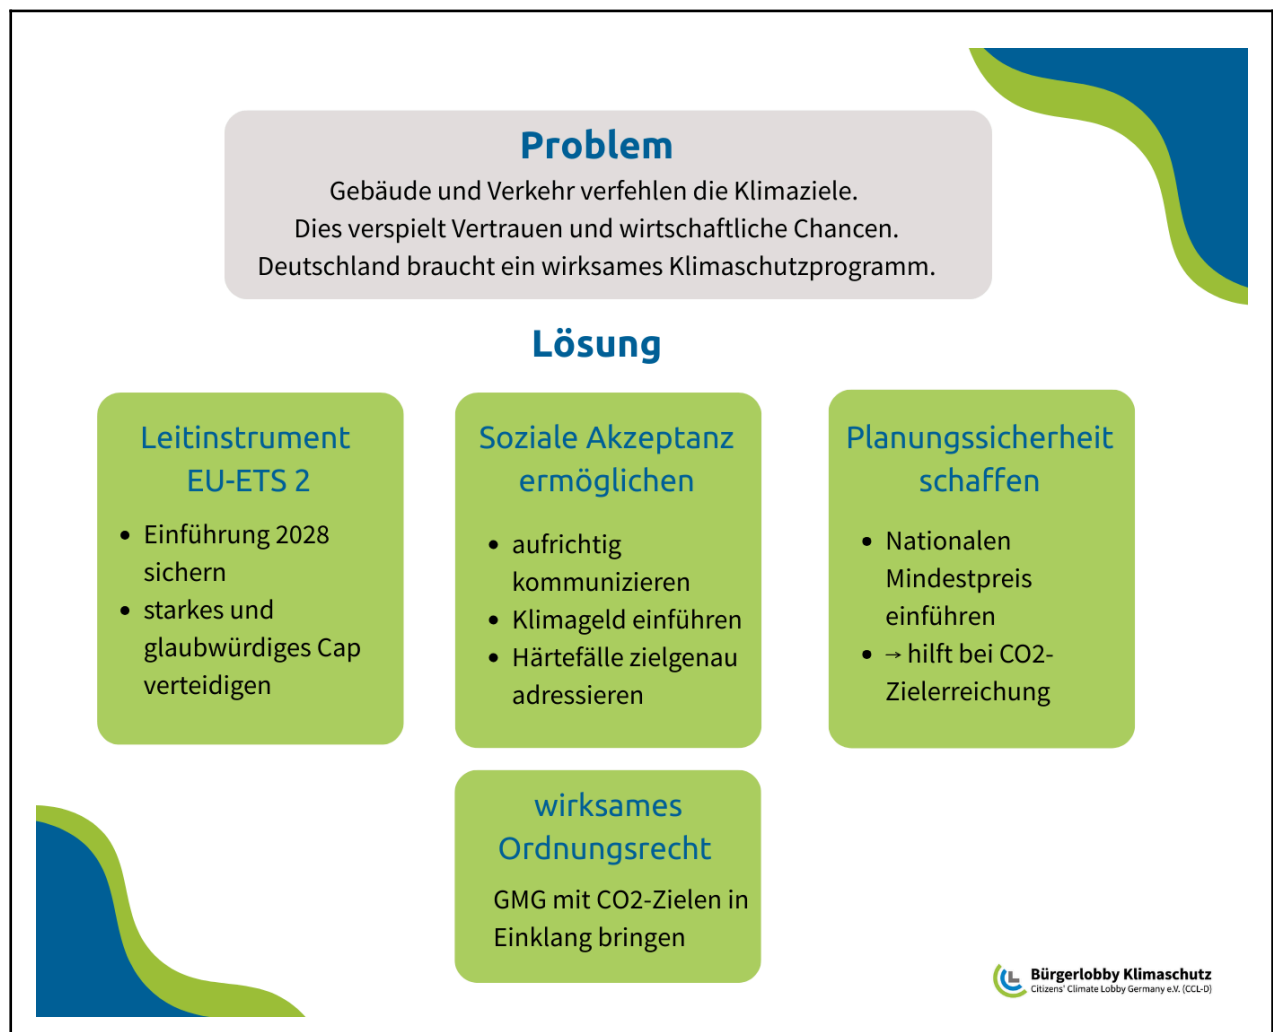 Problem
Gebäude und Verkehr verfehlen die Klimaziele.
Dies verspielt Vertrauen und wirtschaftliche Chancen.
Deutschland braucht ein wirksames Klimaschutzprogramm.
Lösung
Leitinstrument
EU-ETS 2
• Einführung 2028
sichern
• starkes und
glaubwürdiges Cap
verteidigen
Soziale Akzeptanz
ermöglichen
• aufrichtig
kommunizieren
• Klimageld einführen
• Härtefälle zielgenau
adressieren
Planungssicherheit
schaffen
• Nationalen
Mindestpreis
einführen
• → hilft bei CO2-
Zielerreichung
wirksames
Ordnungsrecht
GMG mit CO2-Zielen in
Einklang bringen
Bürgerlobby Klimaschutz
Citizens' Climate Lobby Germany e.V. (CCL-D)